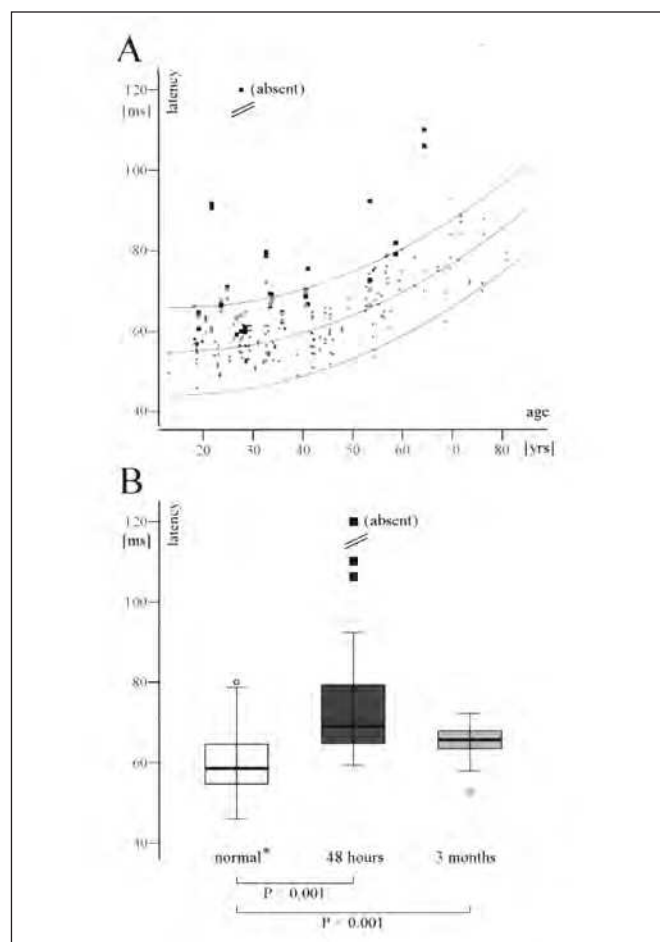 A
latency
120
(absent)
[ms]
100
80
60
40
age
20 30 40 50 60 70 80 [yrs]
B
latency
120
(absent)
[ms]
100
80
60
40
normal* 48 hours 3 months
P = 0.001
P = 0.001